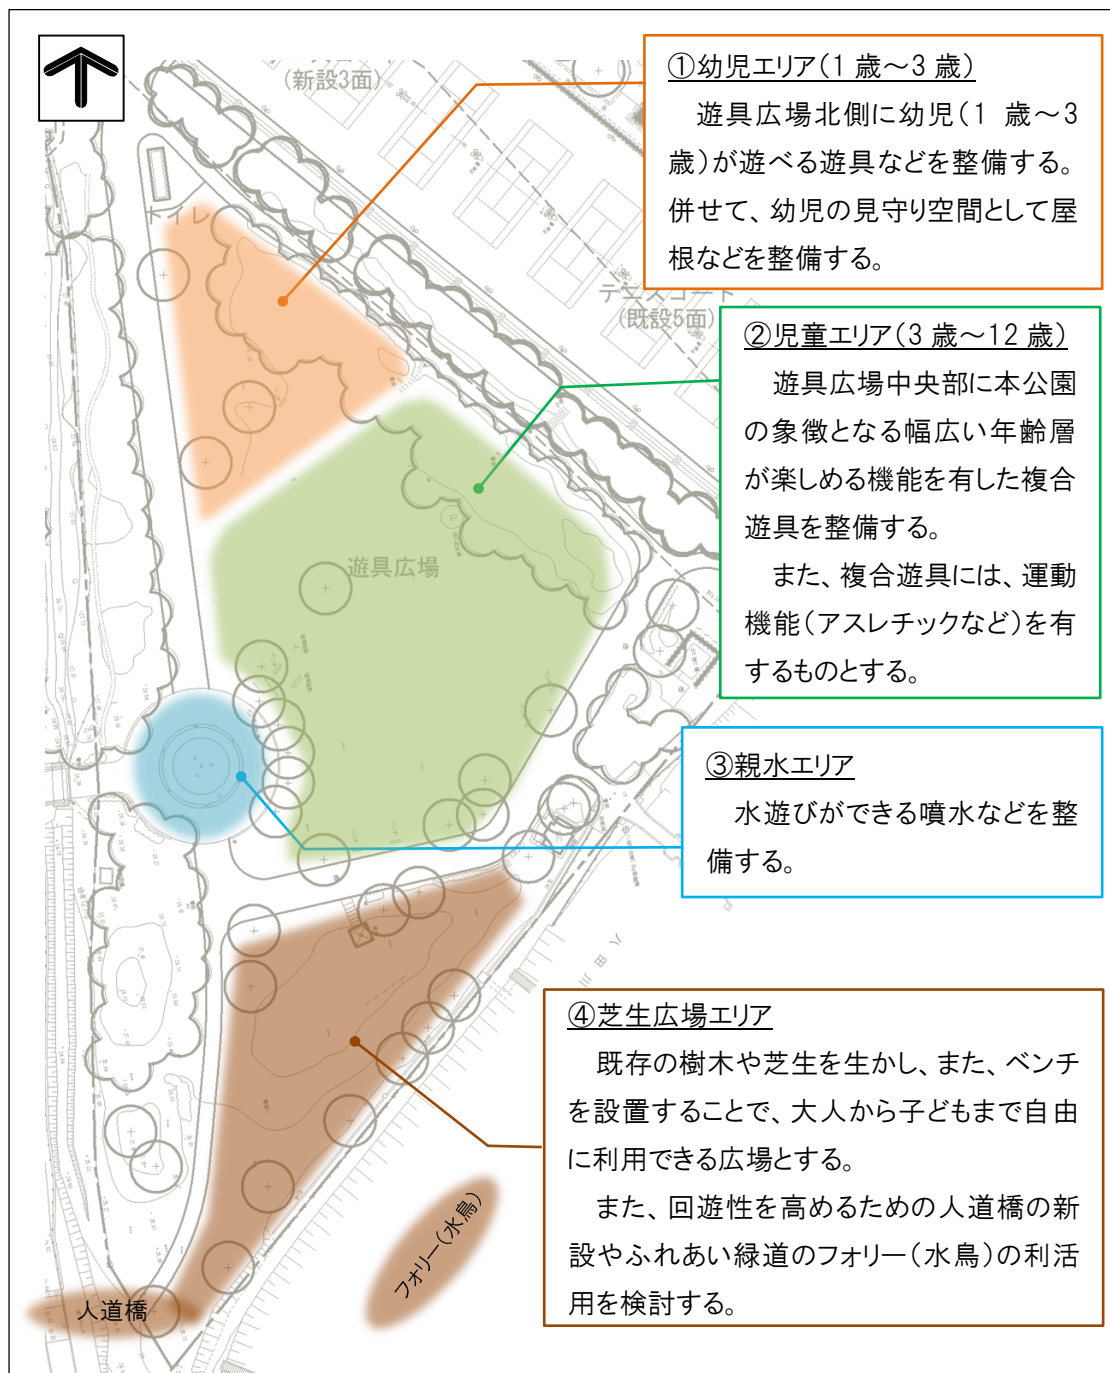 (新設3面)
トイレ
テニスコート
(既設5面)
遊具広場
八田川
①幼児エリア(1歳～3歳)
遊具広場北側に幼児(1 歳～3
歳)が遊べる遊具などを整備する。
併せて、幼児の見守り空間として屋
根などを整備する。
②児童エリア(3歳～12歳)
遊具広場中央部に本公園
の象徴となる幅広い年齢層
が楽しめる機能を有した複合
遊具を整備する。
また、複合遊具には、運動
機能(アスレチックなど)を有
するものとする。
③親水エリア
水遊びができる噴水などを整
備する。
④芝生広場エリア
既存の樹木や芝生を生かし、また、ベンチ
を設置することで、大人から子どもまで自由
に利用できる広場とする。
また、回遊性を高めるための人道橋の新
設やふれあい緑道のフォリー(水鳥)の利活
用を検討する。
フォリー(水鳥)
人道橋